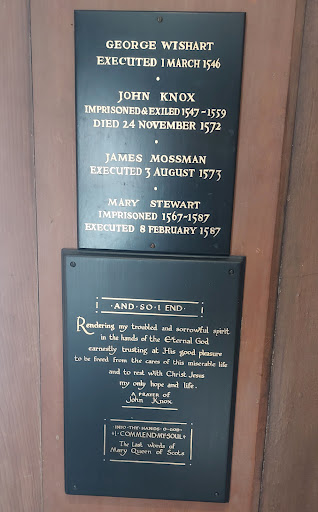 GEORGE WISHART
EXECUTED 1 MARCH 1546
JOHN KNOX
IMPRISONED & EXILED 1547-1559
DIED 24 NOVEMBER 1572
JAMES MOSSMAN
EXECUTED 3 AUGUST 1573
MARY STEWART
IMPRISONED 1567-1587
EXECUTED 8 FEBRUARY 1587
·AND·SO·I END·
Rendering my troubled and sorrowful spirit
in the hands of the Eternal God
earnestly trusting at His good pleasure
to be freed from the cares of this miserable life
and to rest with Christ Jesus
my only hope and life.
A PRAYER OF
John Knox
INTO·THY·HANDS·O·LORD·
·I·COMMEND·MY·SOUL·
The Last Words of
Mary Queen of Scots